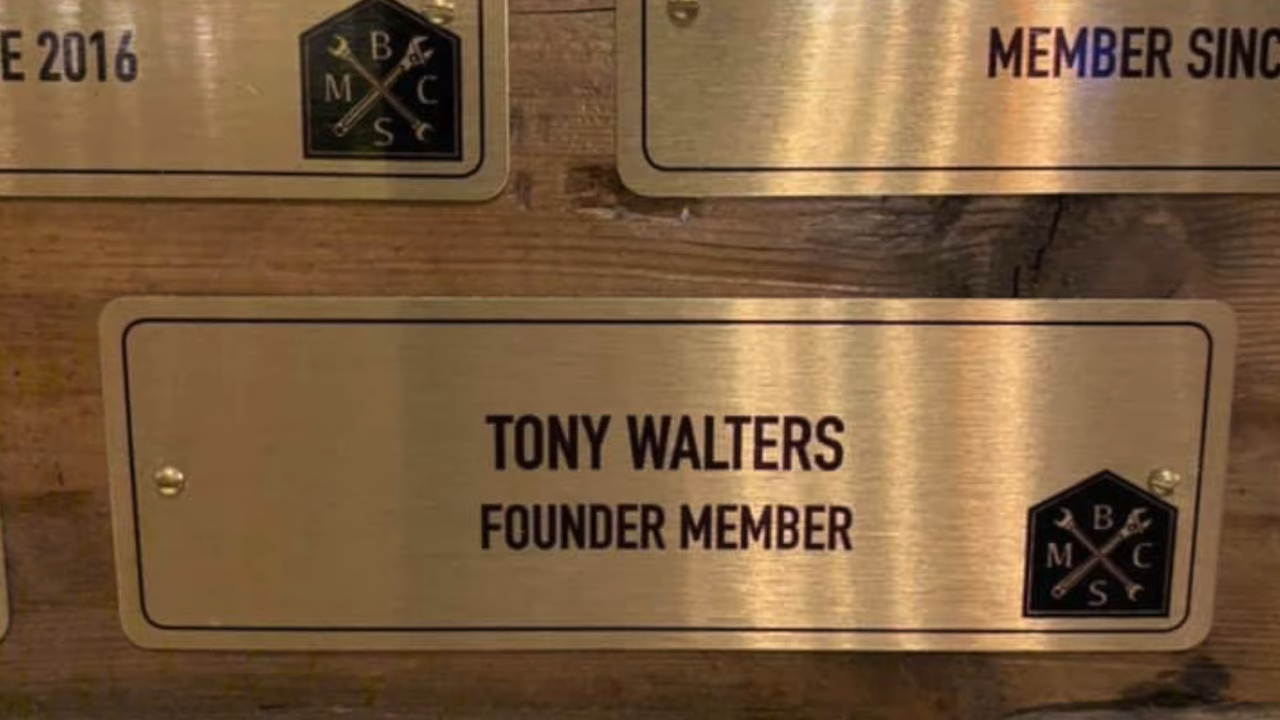 E 2016
B
M C
S
MEMBER SINC
TONY WALTERS
FOUNDER MEMBER
B
M C
S